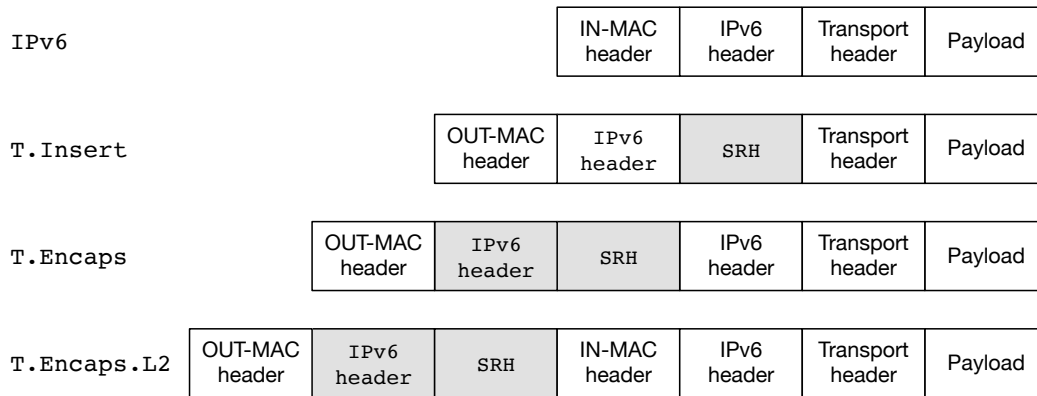 IPv6
IN-MAC header
IPv6 header
Transport header
Payload
T.Insert
OUT-MAC header
IPv6 header
SRH
Transport header
Payload
T.Encaps
OUT-MAC header
IPv6 header
SRH
IPv6 header
Transport header
Payload
T.Encaps.L2
OUT-MAC header
IPv6 header
SRH
IN-MAC header
IPv6 header
Transport header
Payload